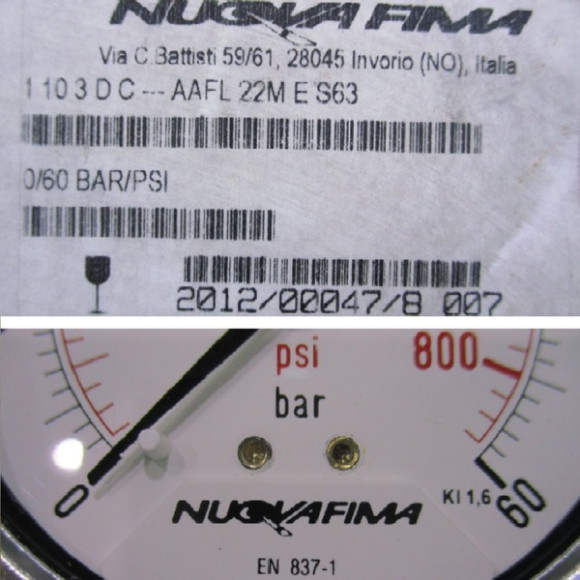 NUOVA FIMA
Via C.Battisti 59/61, 28045 Invorio (NO), Italia
1 10 3 D C --- AAFL 22M E S63
0/60 BAR/PSI
2012/00047/8 007
psi 800
bar
0
KI 1,6 60
NUOVA FIMA
EN 837-1